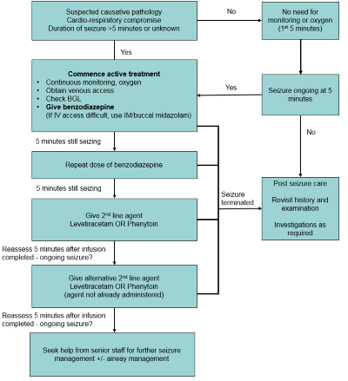 Suspected causative pathology
Cardio-respiratory compromise
Duration of seizure >5 minutes or unknown
No
No need for
monitoring or oxygen
(1st 5 minutes)
Yes
Commence active treatment
• Continuous monitoring, oxygen
• Obtain venous access
• Check BGL
• Give benzodiazepine
(If IV access difficult, use IM/buccal midazolam)
Yes
Seizure ongoing at 5
minutes
No
5 minutes still seizing
Repeat dose of benzodiazepine
5 minutes still seizing
Seizure
terminated
Post seizure care
Revisit history and
examination
Investigations as
required
Give 2nd line agent
Levetiracetam OR Phenytoin
Reassess 5 minutes after infusion
completed - ongoing seizure?
Give alternative 2nd line agent
Levetiracetam OR Phenytoin
(agent not already administered)
Reassess 5 minutes after infusion
completed - ongoing seizure?
Seek help from senior staff for further seizure
management +/- airway management